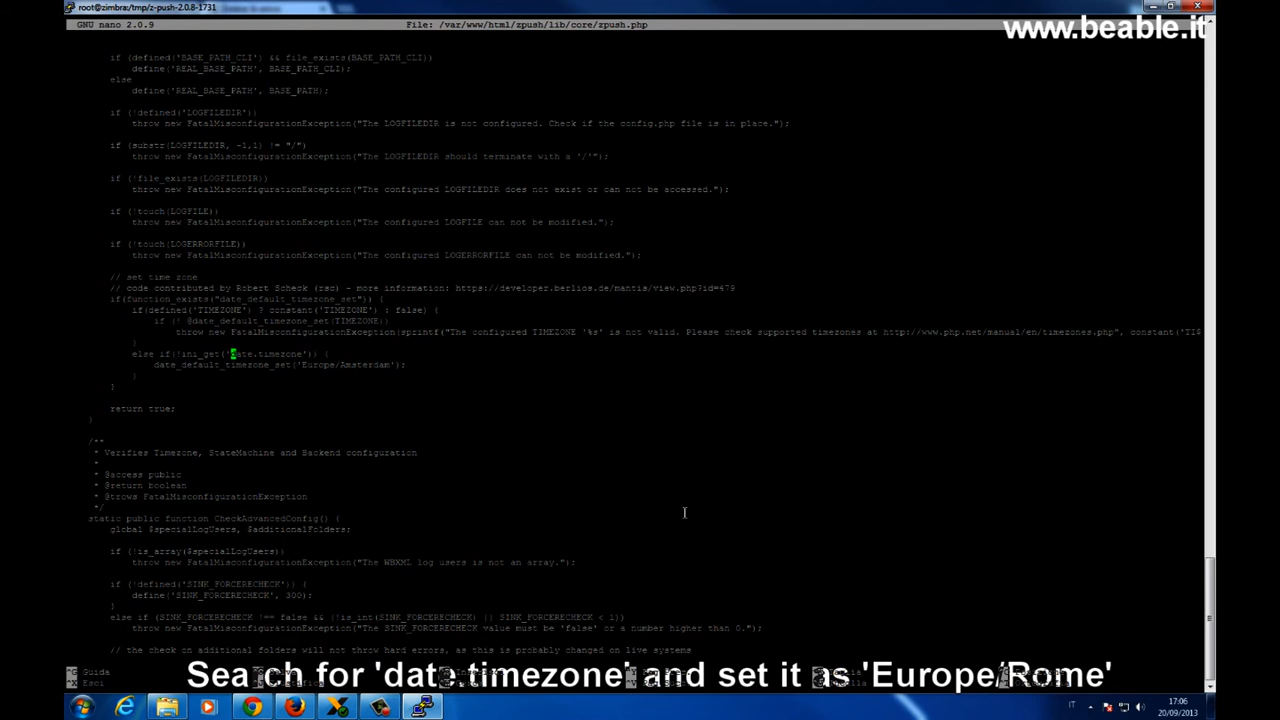 root@zimbra:/tmp/z-push-2.0.8-1731
GNU nano 2.0.9
File: /var/www/html/zpush/lib/core/zpush.php
www.beable.it
if (defined('BASE_PATH_CLI') && file_exists(BASE_PATH_CLI))
define('REAL_BASE_PATH', BASE_PATH_CLI);
else
define('REAL_BASE_PATH', BASE_PATH);
if (!defined('LOGFILEDIR'))
throw new FatalMisconfigurationException("The LOGFILEDIR is not configured. Check if the config.php file is in place.");
if (substr(LOGFILEDIR, -1,1) != "/")
throw new FatalMisconfigurationException("The LOGFILEDIR should terminate with a '/'");
if (!file_exists(LOGFILEDIR))
throw new FatalMisconfigurationException("The configured LOGFILEDIR does not exist or can not be accessed.");
if (!touch(LOGFILE))
throw new FatalMisconfigurationException("The configured LOGFILE can not be modified.");
if (!touch(LOGERRORFILE))
throw new FatalMisconfigurationException("The configured LOGERRORFILE can not be modified.");
// set time zone
// code contributed by Robert Scheck (rsc) - more information: https://developer.berlios.de/mantis/view.php?id=479
if(function_exists("date_default_timezone_set")) {
if(defined('TIMEZONE') ? constant('TIMEZONE') : false) {
if (! @date_default_timezone_set(TIMEZONE))
throw new FatalMisconfigurationException(sprintf("The configured TIMEZONE '%s' is not valid. Please check supported timezones at http://www.php.net/manual/en/timezones.php", constant('TI$
}
else if(!ini_get('date.timezone')) {
date_default_timezone_set('Europe/Amsterdam');
}
}
return true;
}
/**
* Verifies Timezone, StateMachine and Backend configuration
*
* @access public
* @return boolean
* @trows FatalMisconfigurationException
*/
static public function CheckAdvancedConfig() {
global $specialLogUsers, $additionalFolders;
if (!is_array($specialLogUsers))
throw new FatalMisconfigurationException("The WBXML log users is not an array.");
if (!defined('SINK_FORCERECHECK')) {
define('SINK_FORCERECHECK', 300);
}
else if (SINK_FORCERECHECK !== false && (!is_int(SINK_FORCERECHECK) || SINK_FORCERECHECK < 1))
throw new FatalMisconfigurationException("The SINK_FORCERECHECK value must be 'false' or a number higher than 0.");
// the check on additional folders will not throw hard errors, as this is probably changed on live systems
^G Guida
^X Esci
Search for 'date.timezone' and set it as 'Europe/Rome'
IT
17:06
20/09/2013